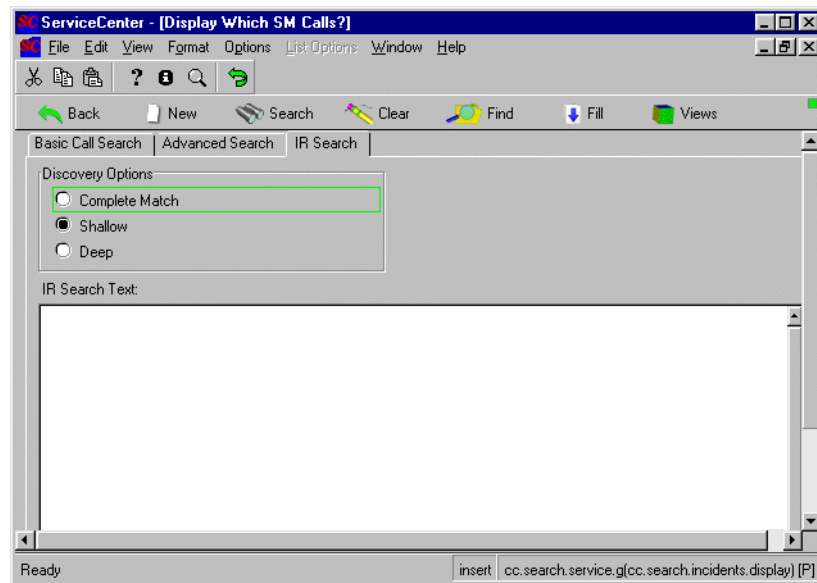 SC ServiceCenter - [Display Which SM Calls?]
SC File Edit View Format Options List Options Window Help
?
Back New Search Clear Find Fill Views
Basic Call Search Advanced Search IR Search
Discovery Options
Complete Match
Shallow
Deep
IR Search Text:
Ready insert cc.search.service.g(cc.search.incidents.display) [P]